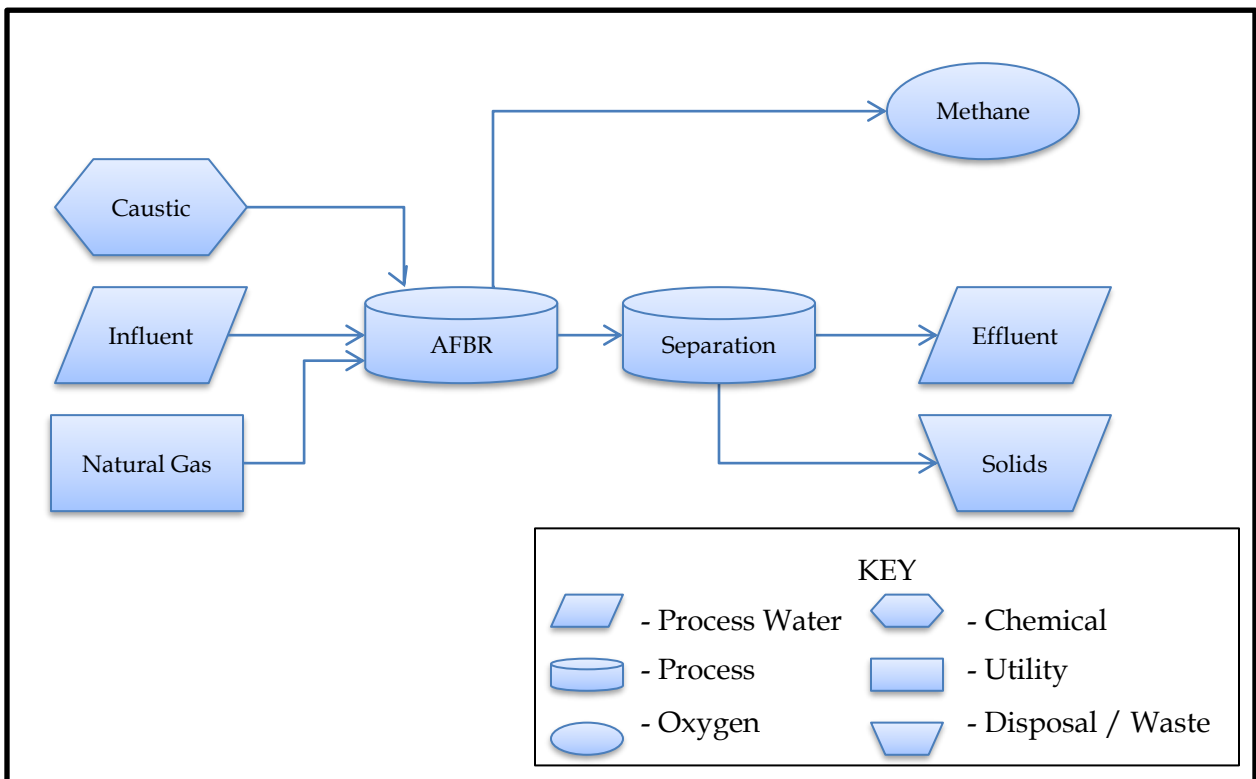 Methane
Caustic
Influent
AFBR
Separation
Effluent
Natural Gas
Solids
KEY
- Process Water
- Chemical
- Process
- Utility
- Oxygen
- Disposal / Waste